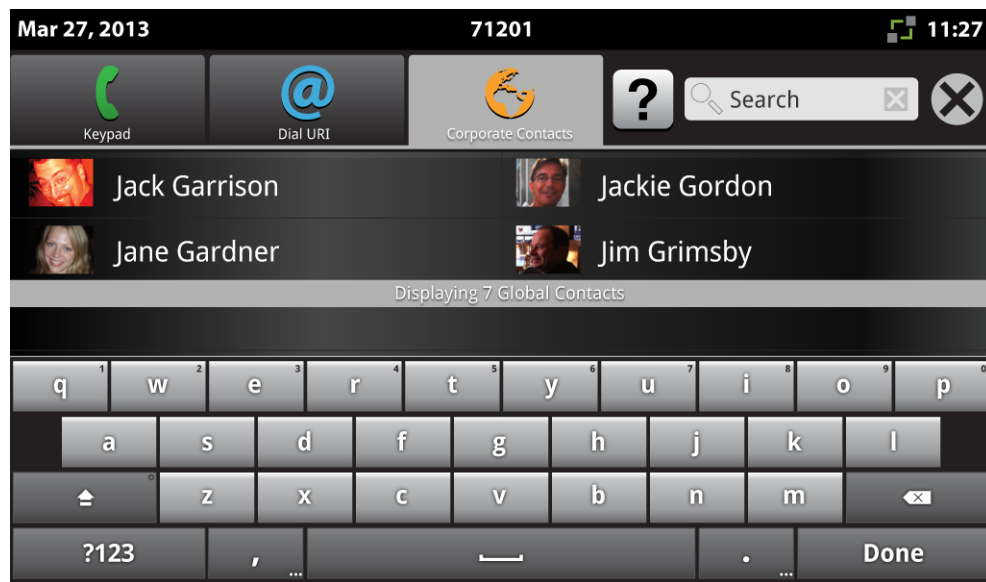 Mar 27, 2013 71201 11:27
Keypad Dial URI Corporate Contacts ? Search
Jack Garrison Jackie Gordon
Jane Gardner Jim Grimsby
Displaying 7 Global Contacts
q 1 w 2 e 3 r 4 t 5 y 6 u 7 i 8 o 9 p 0
a s d f g h j k l
z x c v b n m
?123 , ... . ... Done